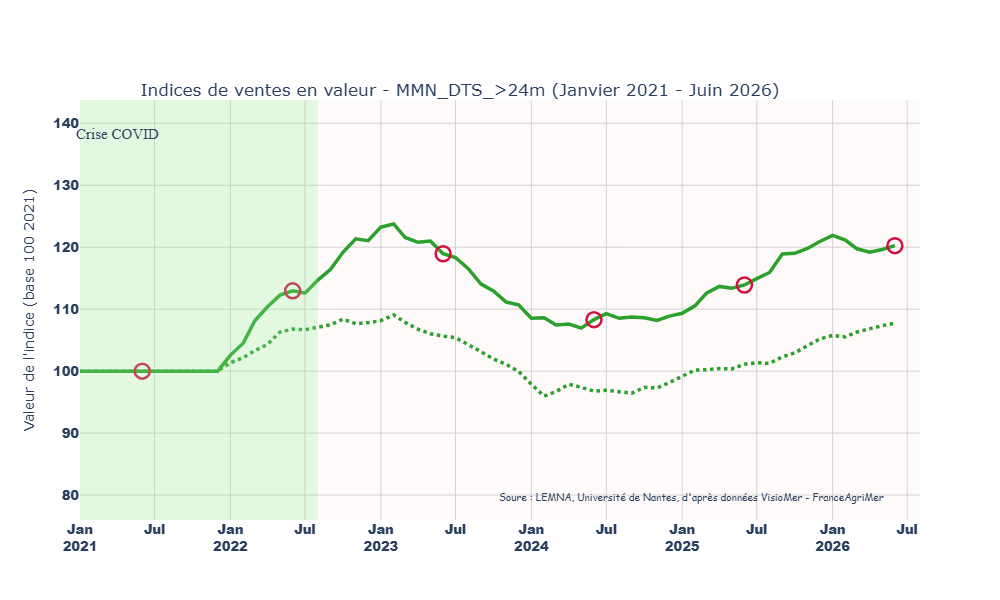 Indices de ventes en valeur - MMN_DTS_>24m (Janvier 2021 - Juin 2026)
Crise COVID
Valeur de l'indice (base 100 2021)
140
130
120
110
100
90
80
Soure : LEMNA, Université de Nantes, d'après données VisioMer - FranceAgriMer
Jan Jul Jan Jul Jan Jul Jan Jul Jan Jul Jan Jul
2021 2022 2023 2024 2025 2026